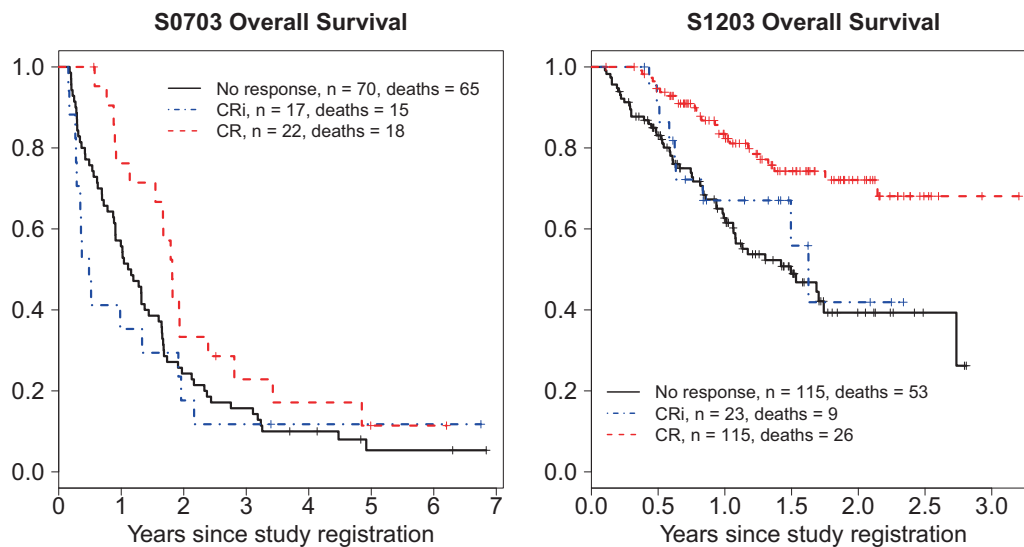 S0703 Overall Survival
1.0
0.8
0.6
0.4
0.2
0.0
No response, n = 70, deaths = 65
CRi, n = 17, deaths = 15
CR, n = 22, deaths = 18
0 1 2 3 4 5 6 7
Years since study registration
S1203 Overall Survival
1.0
0.8
0.6
0.4
0.2
0.0
No response, n = 115, deaths = 53
CRi, n = 23, deaths = 9
CR, n = 115, deaths = 26
0.0 0.5 1.0 1.5 2.0 2.5 3.0
Years since study registration